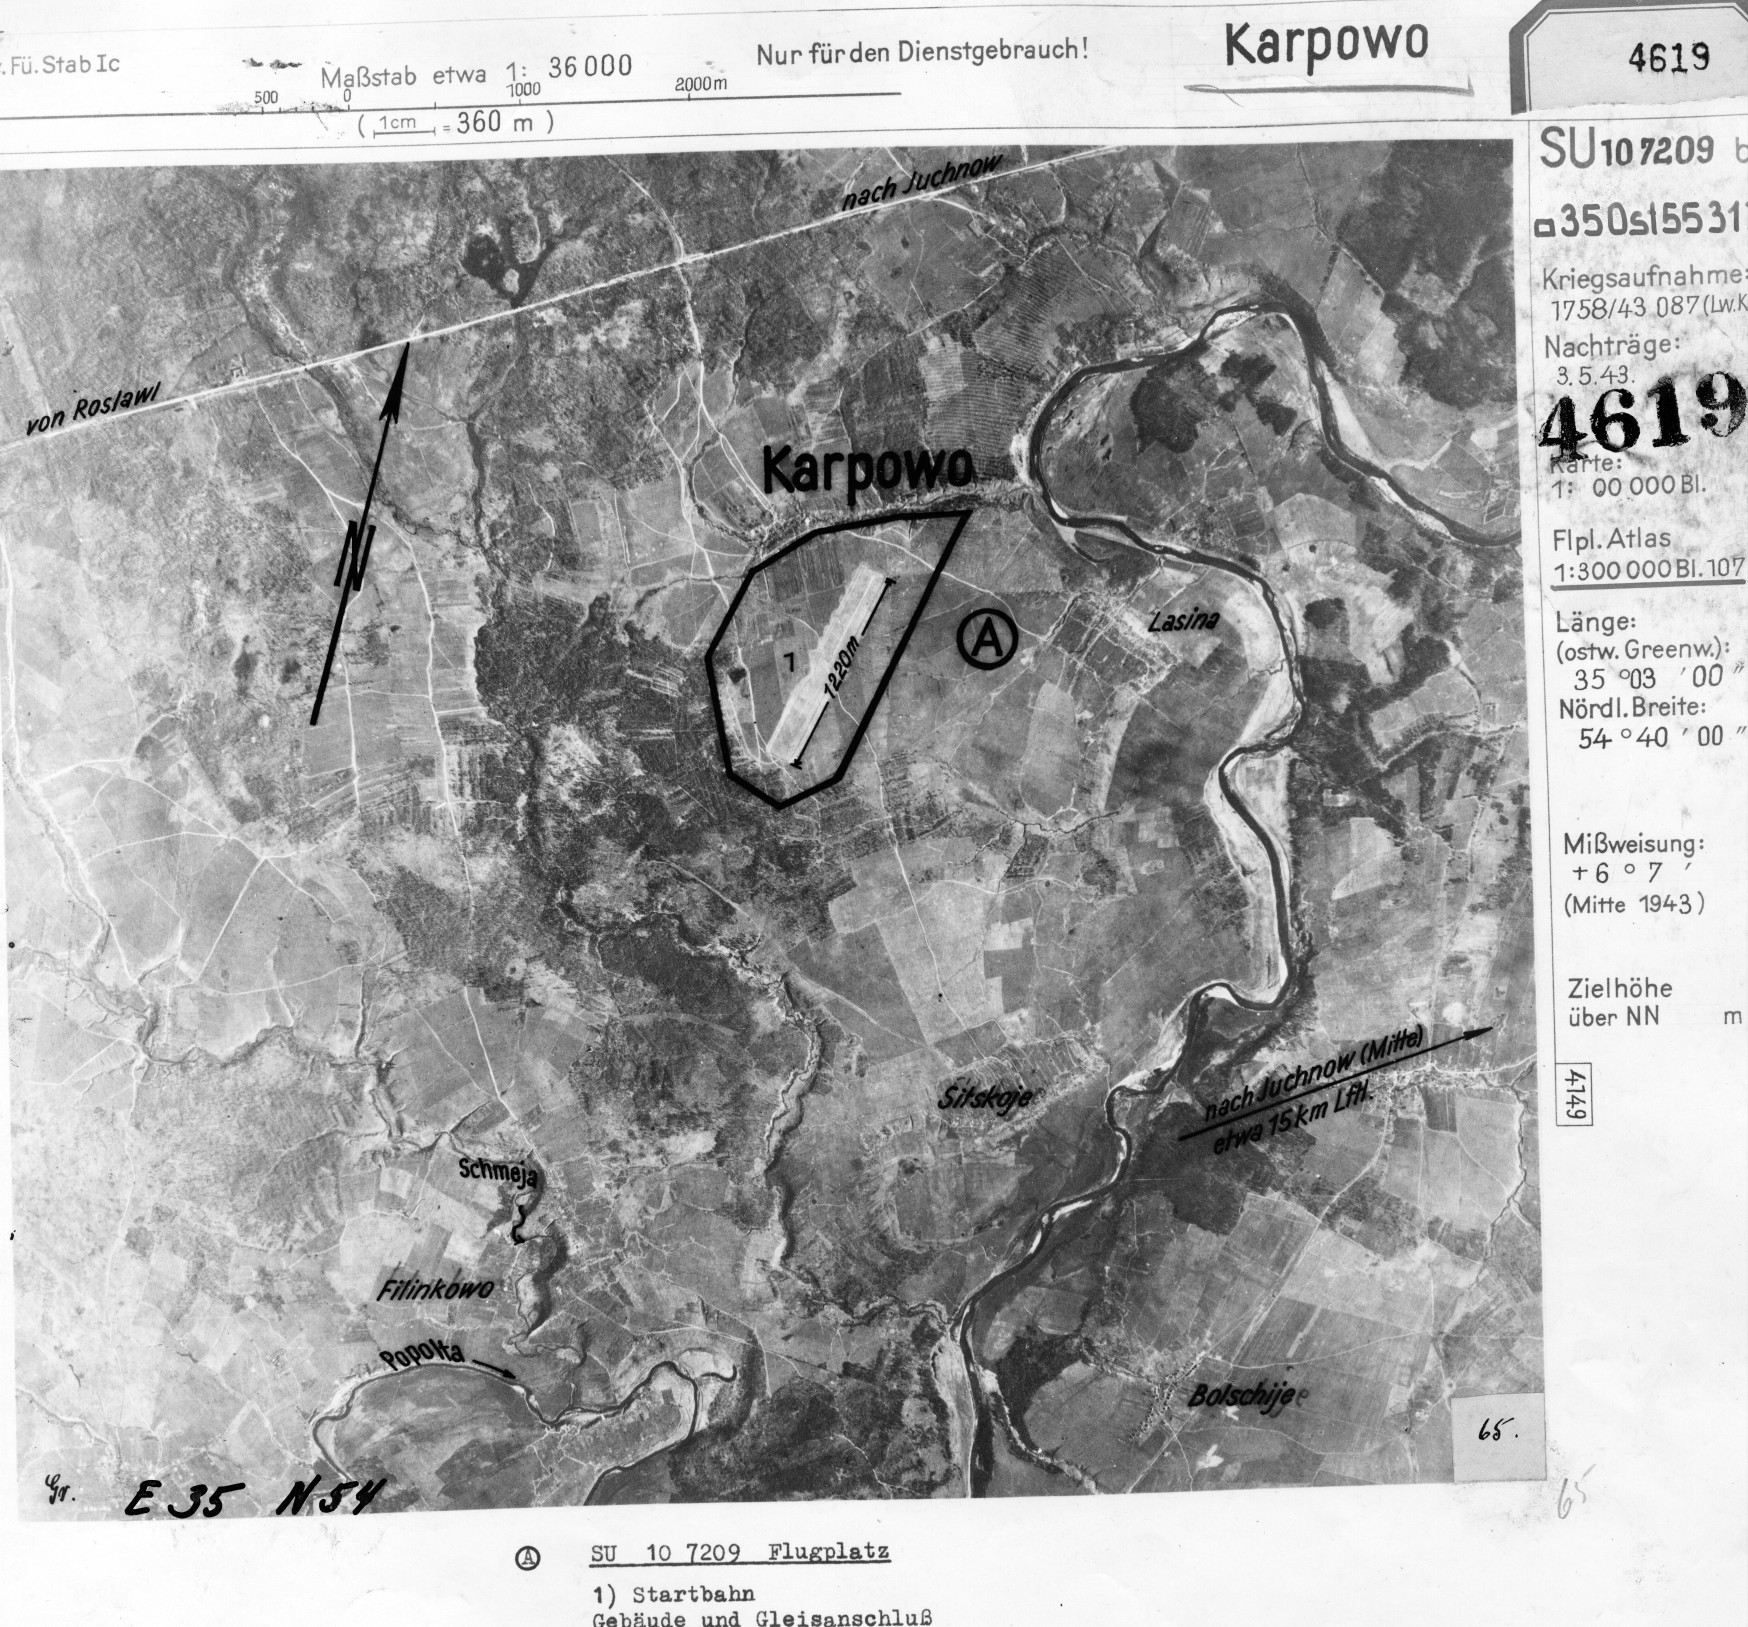 .Fü.Stab Ic
Maßstab etwa 1: 36 000
500 0 1000 2000m
( 1cm = 360 m )
Nur für den Dienstgebrauch!
Karpowo
4619
SU 10 7209 b
350st5531
Kriegsaufnahme:
1758/43 087 (Lw.K
Nachträge:
3.5.43.
4619
Karte:
1: 00 000 Bl.
Flpl. Atlas
1:300 000 Bl. 107
Länge:
(ostw. Greenw.):
35 ° 03 ' 00 "
Nördl. Breite:
54 ° 40 ' 00 "
Mißweisung:
+ 6 ° 7 '
(Mitte 1943)
Zielhöhe
über NN m
4149
nach Juchnow
von Roslawl
N
Karpowo
1
1220m
A
Lasina
Sitskoje
nach Juchnow (Mitte)
etwa 15 km Lftl.
Schmeja
Filinkowo
Popolta
Bolschije
65.
65
Gr.
E 35 N 54
A SU 10 7209 Flugplatz
1) Startbahn
Gebäude und Gleisanschluß